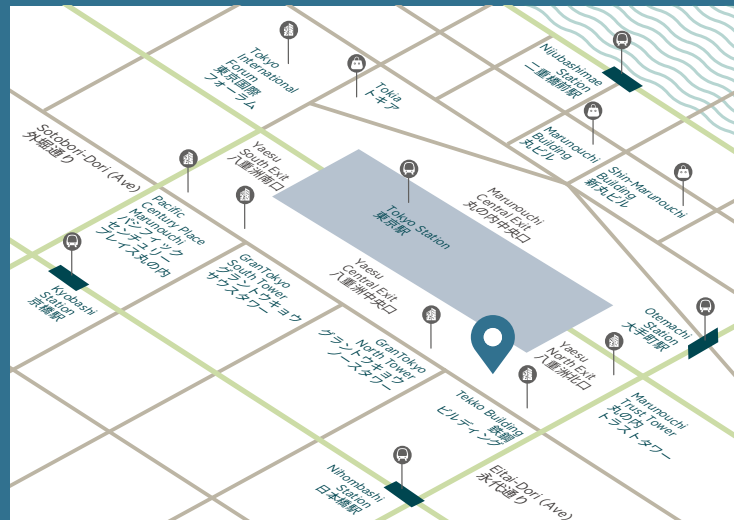 Tokyo
International
Forum
東京国際
フォーラム
Tokia
トキア
Nijubashimae
Station
二重橋前駅
Marunouchi
Building
丸ビル
Shin-Marunouchi
Building
新丸ビル
Sotobori-Dori (Ave)
外堀通り
Yaesu
South Exit
八重洲南口
Marunouchi
Central Exit
丸の内中央口
Tokyo Station
東京駅
Pacific
Century Place
Marunouchi
パシフィック
センチュリー
プレイス丸の内
GranTokyo
South Tower
グラントウキョウ
サウスタワー
Yaesu
Central Exit
八重洲中央口
Kyobashi
Station
京橋駅
GranTokyo
North Tower
グラントウキョウ
ノースタワー
Otemachi
Station
大手町駅
Yaesu
North Exit
八重洲北口
Tekko Building
鉄鋼
ビルディング
Marunouchi
Trust Tower
丸の内
トラストタワー
Nihombashi
Station
日本橋駅
Eitai-Dori (Ave)
永代通り